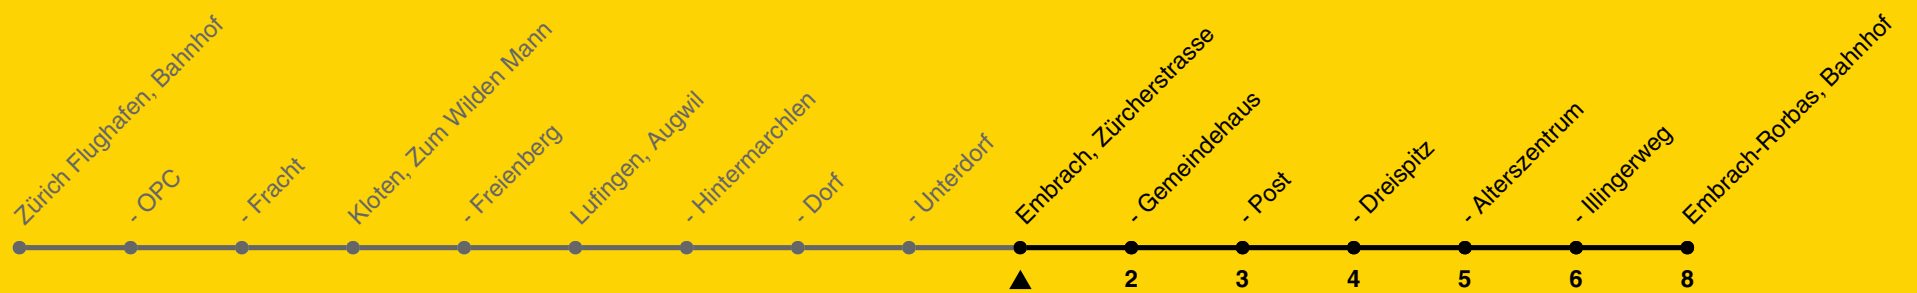 Zürich Flughafen, Bahnhof
- OPC
- Fracht
Kloten, Zum Wilden Mann
- Freienberg
Lufingen, Augwil
- Hintermarchlen
- Dorf
- Unterdorf
Embrach, Zürcherstrasse
- Gemeindehaus
- Post
- Dreispitz
- Alterszentrum
- Illingerweg
Embrach-Rorbas, Bahnhof
2 3 4 5 6 8